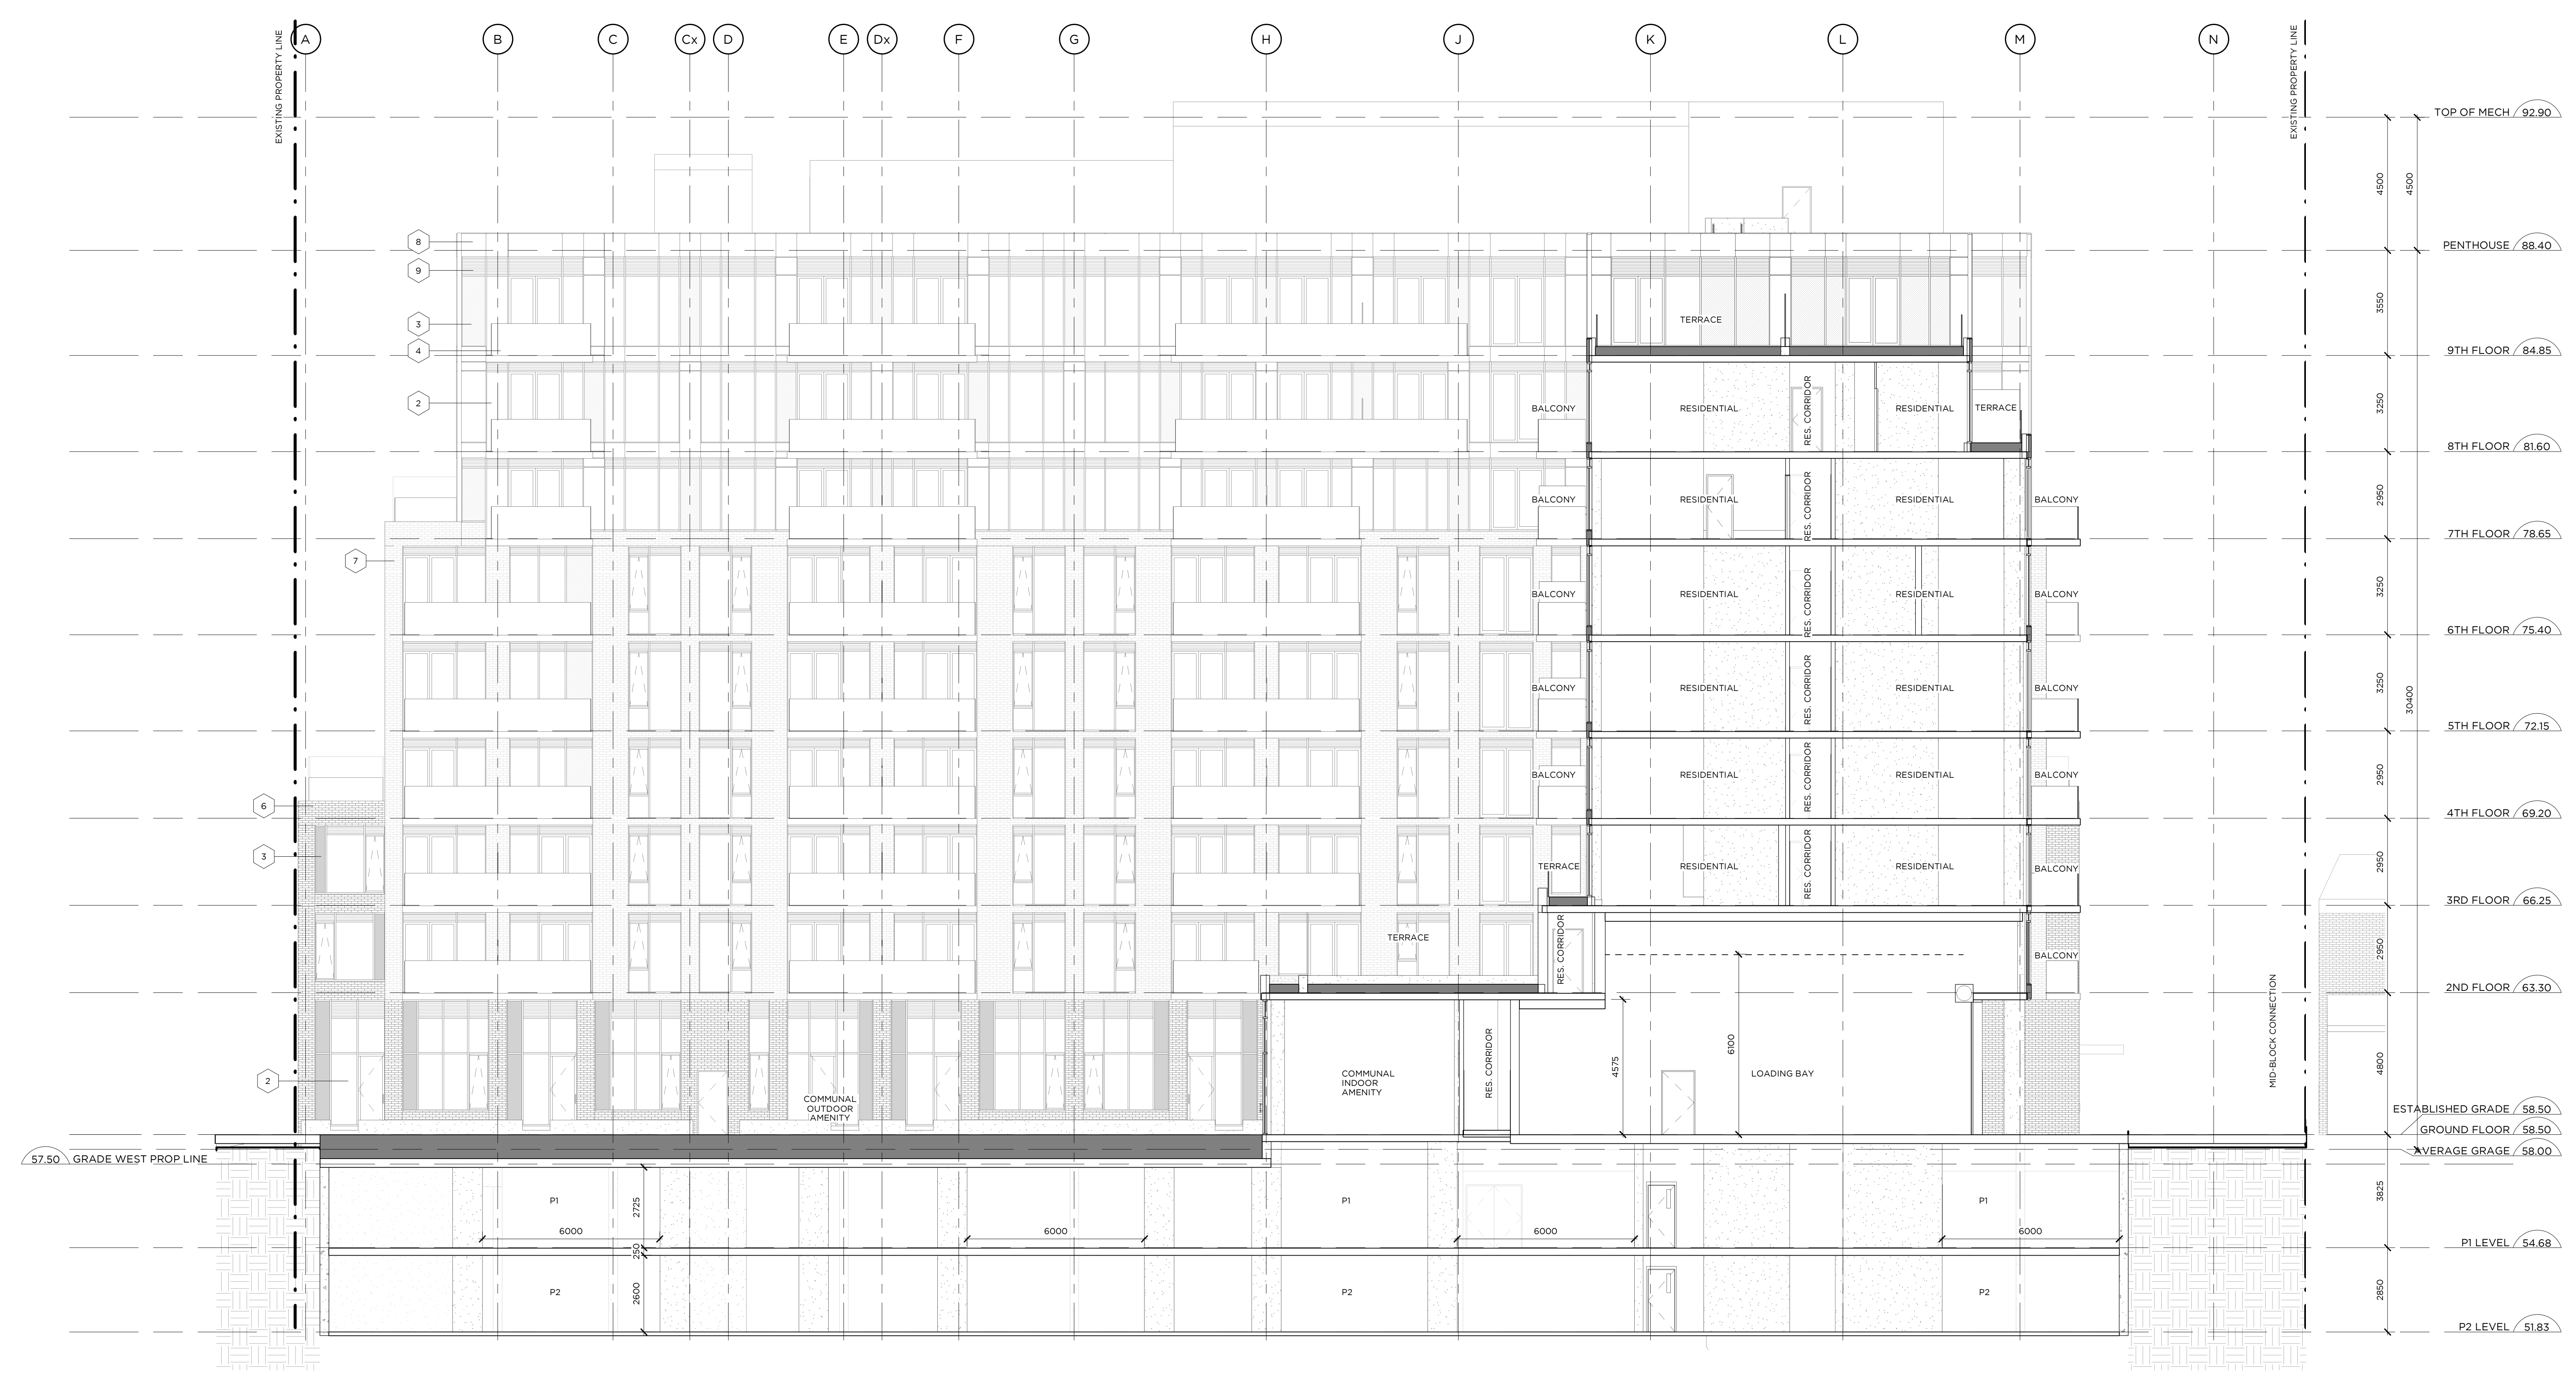 A B C Cx D E Dx F G H J K L M N
EXISTING PROPERTY LINE
EXISTING PROPERTY LINE
TOP OF MECH 92.90
4500 4500
8
PENTHOUSE 88.40
9
3550
3
TERRACE
4
9TH FLOOR 84.85
2
BALCONY RESIDENTIAL RES. CORRIDOR RESIDENTIAL TERRACE
3250
8TH FLOOR 81.60
BALCONY RESIDENTIAL RES. CORRIDOR RESIDENTIAL BALCONY
2950
7TH FLOOR 78.65
7
BALCONY RESIDENTIAL RES. CORRIDOR RESIDENTIAL BALCONY
3250
6TH FLOOR 75.40
BALCONY RESIDENTIAL RES. CORRIDOR RESIDENTIAL BALCONY
3250
30400
5TH FLOOR 72.15
BALCONY RESIDENTIAL RES. CORRIDOR RESIDENTIAL BALCONY
2950
6
4TH FLOOR 69.20
3
TERRACE RESIDENTIAL RES. CORRIDOR RESIDENTIAL BALCONY
2950
3RD FLOOR 66.25
TERRACE RES. CORRIDOR BALCONY
2950
2ND FLOOR 63.30
MID-BLOCK CONNECTION
2
COMMUNAL
OUTDOOR
AMENITY
COMMUNAL
INDOOR
AMENITY
RES. CORRIDOR
4575
6100
LOADING BAY
4800
ESTABLISHED GRADE 58.50
GROUND FLOOR 58.50
AVERAGE GRAGE 58.00
57.50 GRADE WEST PROP LINE
P1 P1 P1
2725
6000 6000 6000 6000
3825
P1 LEVEL 54.68
250
P2 P2 P2
2600
2850
P2 LEVEL 51.83